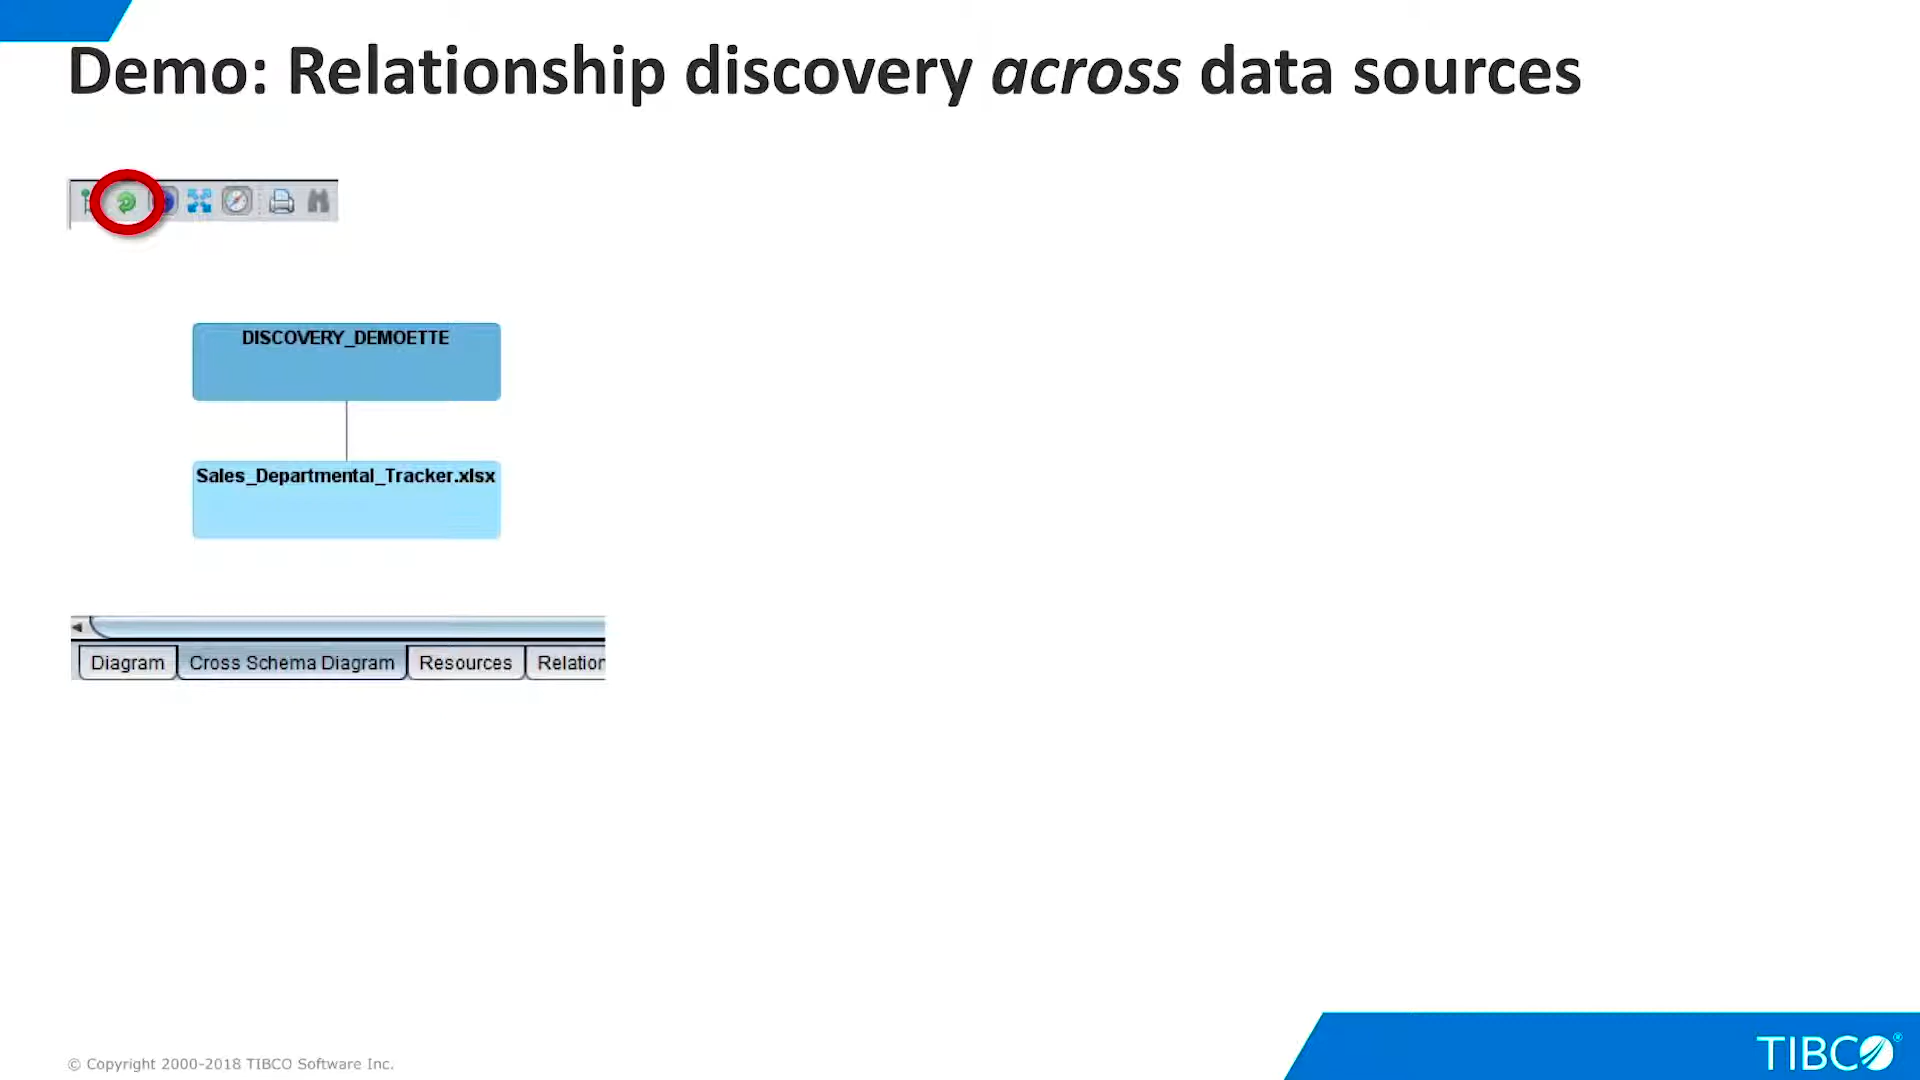 Demo: Relationship discovery across data sources
DISCOVERY_DEMOETTE
Sales_Departmental_Tracker.xlsx
Diagram Cross Schema Diagram Resources Relation
© Copyright 2000-2018 TIBCO Software Inc.
TIBCO®